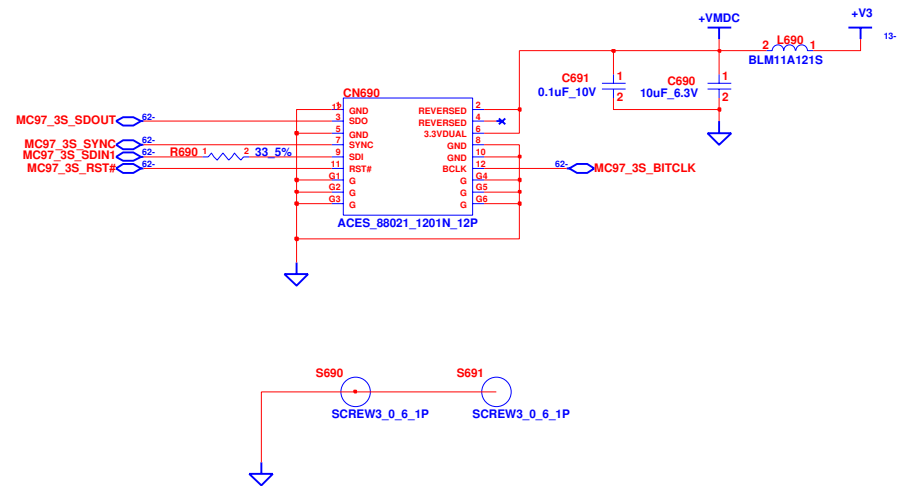 +VMDC
+V3
13-
2 L690 1
BLM11A121S
C691
0.1uF_10V
1
2
C690
10uF_6.3V
1
2
CN690
1 GND REVERSED 2
MC97_3S_SDOUT 62- 3 SDO REVERSED 4
5 GND 3.3VDUAL 6
MC97_3S_SYNC 62- 7 SYNC GND 8
MC97_3S_SDIN1 62- R690 1 2 33_5% 9 SDI GND 10
MC97_3S_RST# 62- 11 RST# BCLK 12 62- MC97_3S_BITCLK
G1 G G G4
G2 G G G5
G3 G G G6
ACES_88021_1201N_12P
S690
S691
SCREW3_0_6_1P
SCREW3_0_6_1P